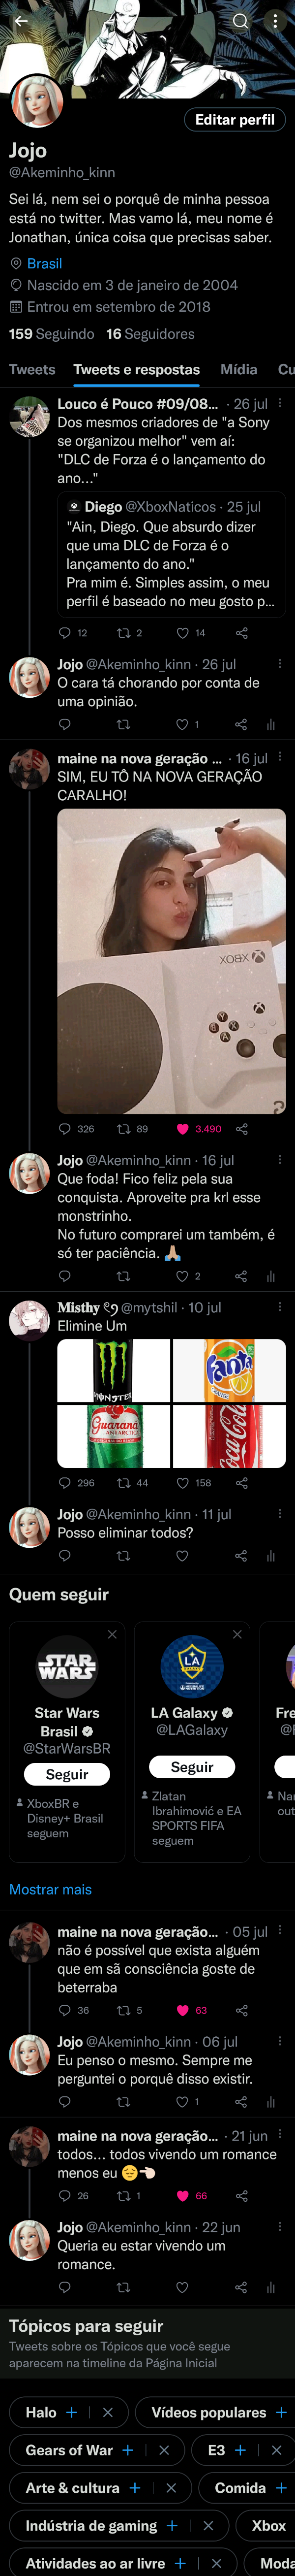 Editar perfil
Jojo
@Akeminho_kinn
Sei lá, nem sei o porquê de minha pessoa
está no twitter. Mas vamo lá, meu nome é
Jonathan, única coisa que precisas saber.
Brasil
Nascido em 3 de janeiro de 2004
Entrou em setembro de 2018
159 Seguindo 16 Seguidores
Tweets Tweets e respostas Mídia Cu
Louco é Pouco #09/08... · 26 jul
Dos mesmos criadores de "a Sony
se organizou melhor" vem aí:
"DLC de Forza é o lançamento do
ano..."
Diego @XboxNaticos · 25 jul
"Ain, Diego. Que absurdo dizer
que uma DLC de Forza é o
lançamento do ano."
Pra mim é. Simples assim, o meu
perfil é baseado no meu gosto p...
12 2 14
Jojo @Akeminho_kinn · 26 jul
O cara tá chorando por conta de
uma opinião.
1
maine na nova geração ... · 16 jul
SIM, EU TÔ NA NOVA GERAÇÃO
CARALHO!
XBOX
326 89 3.490
Jojo @Akeminho_kinn · 16 jul
Que foda! Fico feliz pela sua
conquista. Aproveite pra krl esse
monstrinho.
No futuro comprarei um também, é
só ter paciência. 🙏🏼
2
Misthy ୧୨ @mytshil · 10 jul
Elimine Um
MONSTER
Fanta
Guaraná
ANTARCTICA
Coca-Cola
296 44 158
Jojo @Akeminho_kinn · 11 jul
Posso eliminar todos?
Quem seguir
STAR WARS
Star Wars
Brasil
@StarWarsBR
Seguir
XboxBR e
Disney+ Brasil
seguem
LA
GALAXY
LA Galaxy
@LAGalaxy
Seguir
Zlatan
Ibrahimović e EA
SPORTS FIFA
seguem
Fre
Nar
out
Mostrar mais
maine na nova geração... · 05 jul
não é possível que exista alguém
que em sã consciência goste de
beterraba
36 5 63
Jojo @Akeminho_kinn · 06 jul
Eu penso o mesmo. Sempre me
perguntei o porquê disso existir.
1
maine na nova geração... · 21 jun
todos... todos vivendo um romance
menos eu 😔👈🏻
26 1 66
Jojo @Akeminho_kinn · 22 jun
Queria eu estar vivendo um
romance.
Tópicos para seguir
Tweets sobre os Tópicos que você segue
aparecem na timeline da Página Inicial
Halo + × Vídeos populares +
Gears of War + × E3 + ×
Arte & cultura + × Comida +
Indústria de gaming + × Xbox
Atividades ao ar livre + × Moda